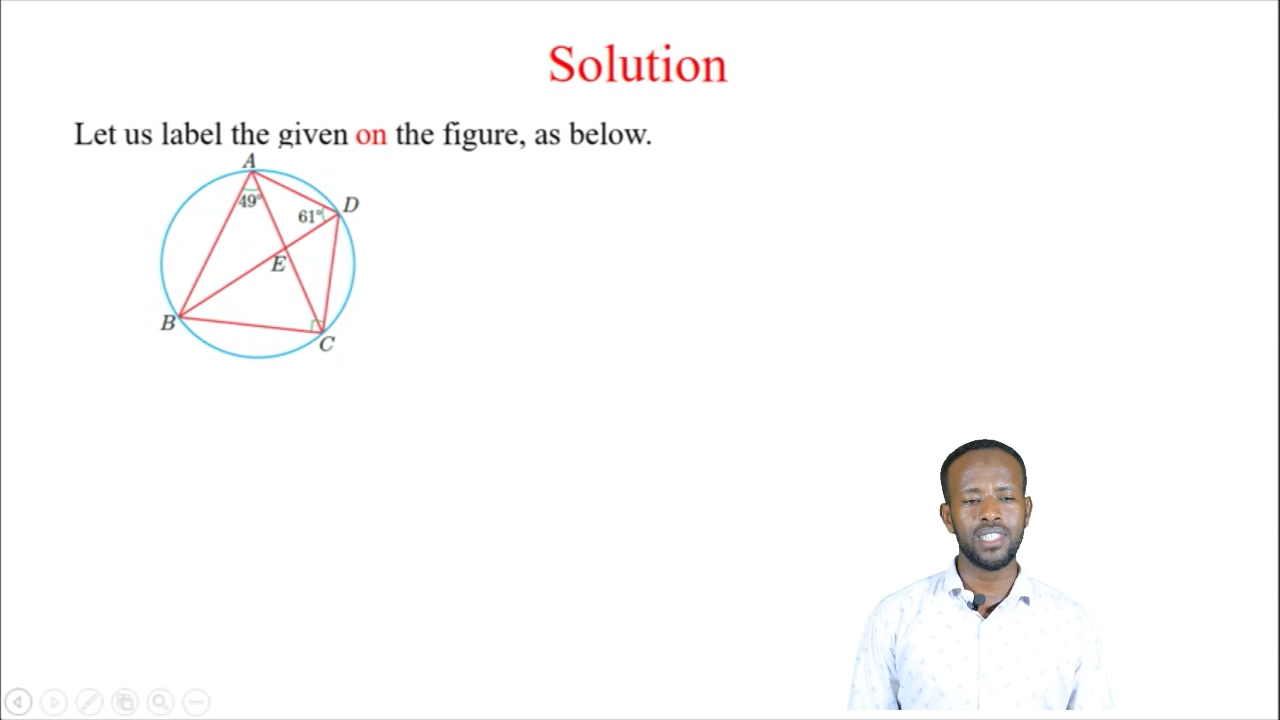 Solution
Let us label the given on the figure, as below.
A
49°
61°
D
E
B
C